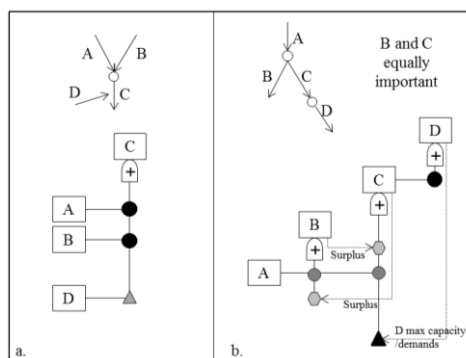 A
B
D
C
C
+
A
B
D
a.
A
B
C
D
B and C
equally
important
D
+
C
+
B
+
Surplus
A
Surplus
D max capacity
/demands
b.